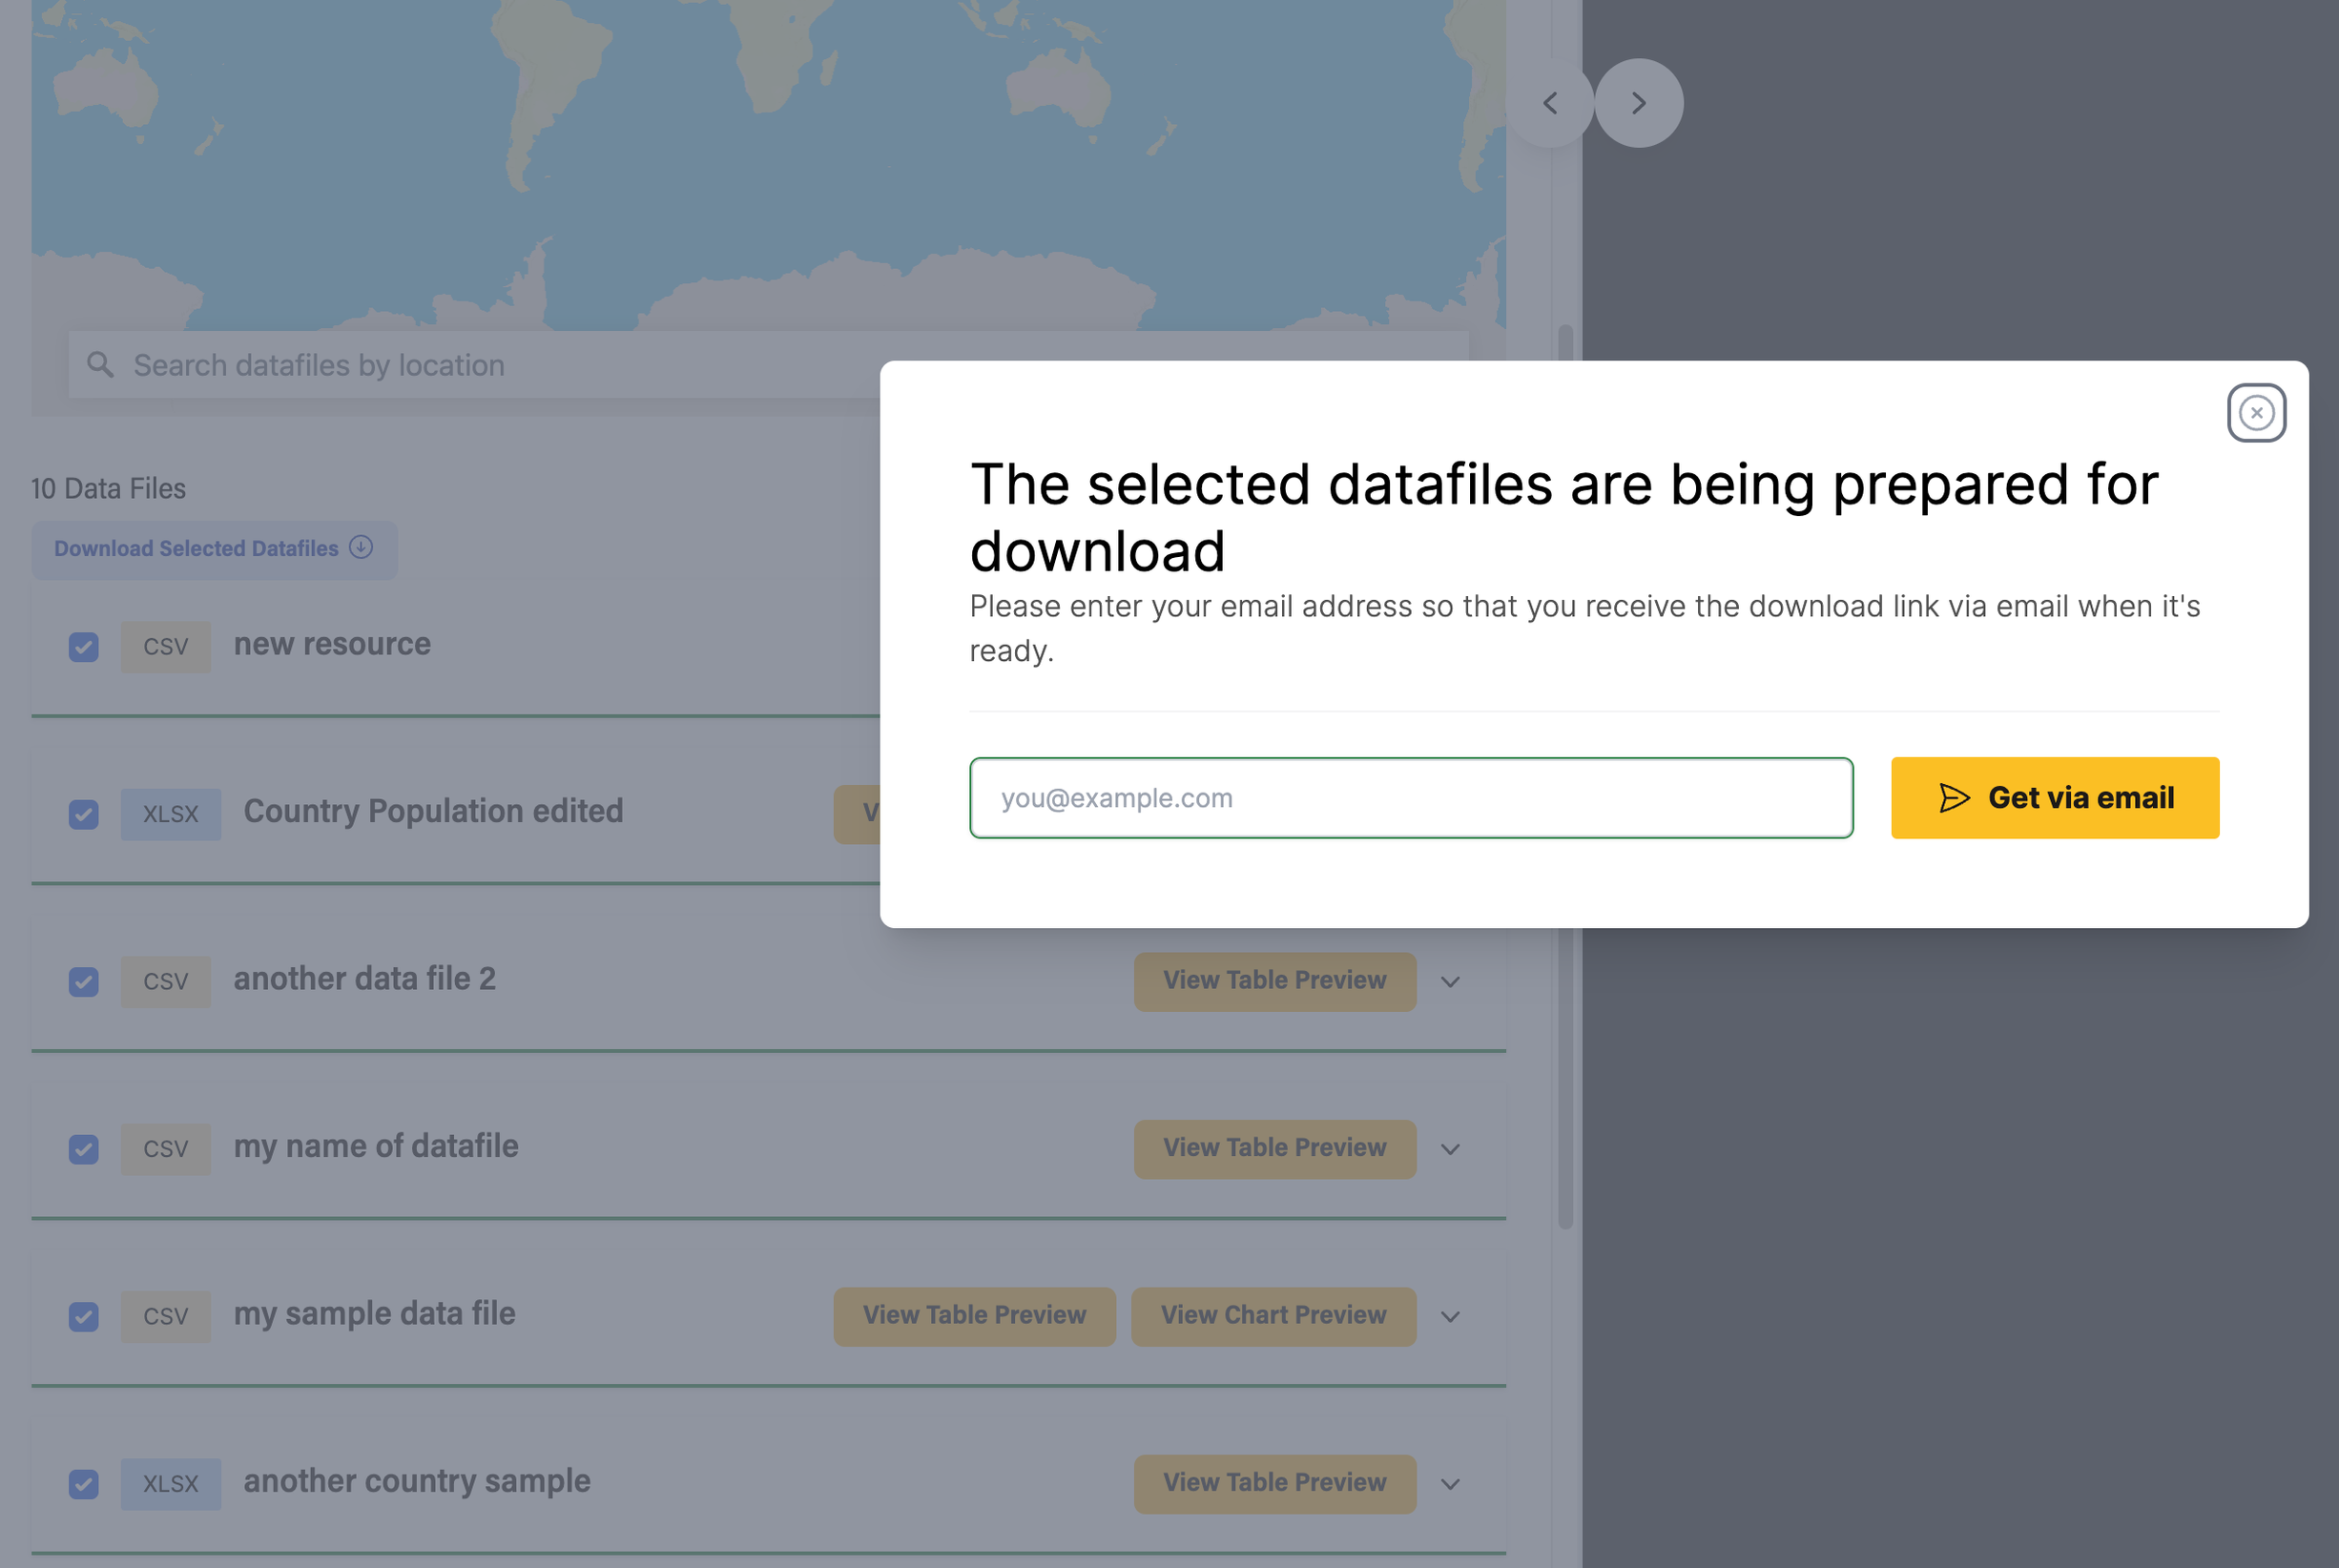 Search datafiles by location
10 Data Files
Download Selected Datafiles
CSV new resource
XLSX Country Population edited V
The selected datafiles are being prepared for
download
Please enter your email address so that you receive the download link via email when it's
ready.
you@example.com
Get via email
CSV another data file 2 View Table Preview
CSV my name of datafile View Table Preview
CSV my sample data file View Table Preview View Chart Preview
XLSX another country sample View Table Preview